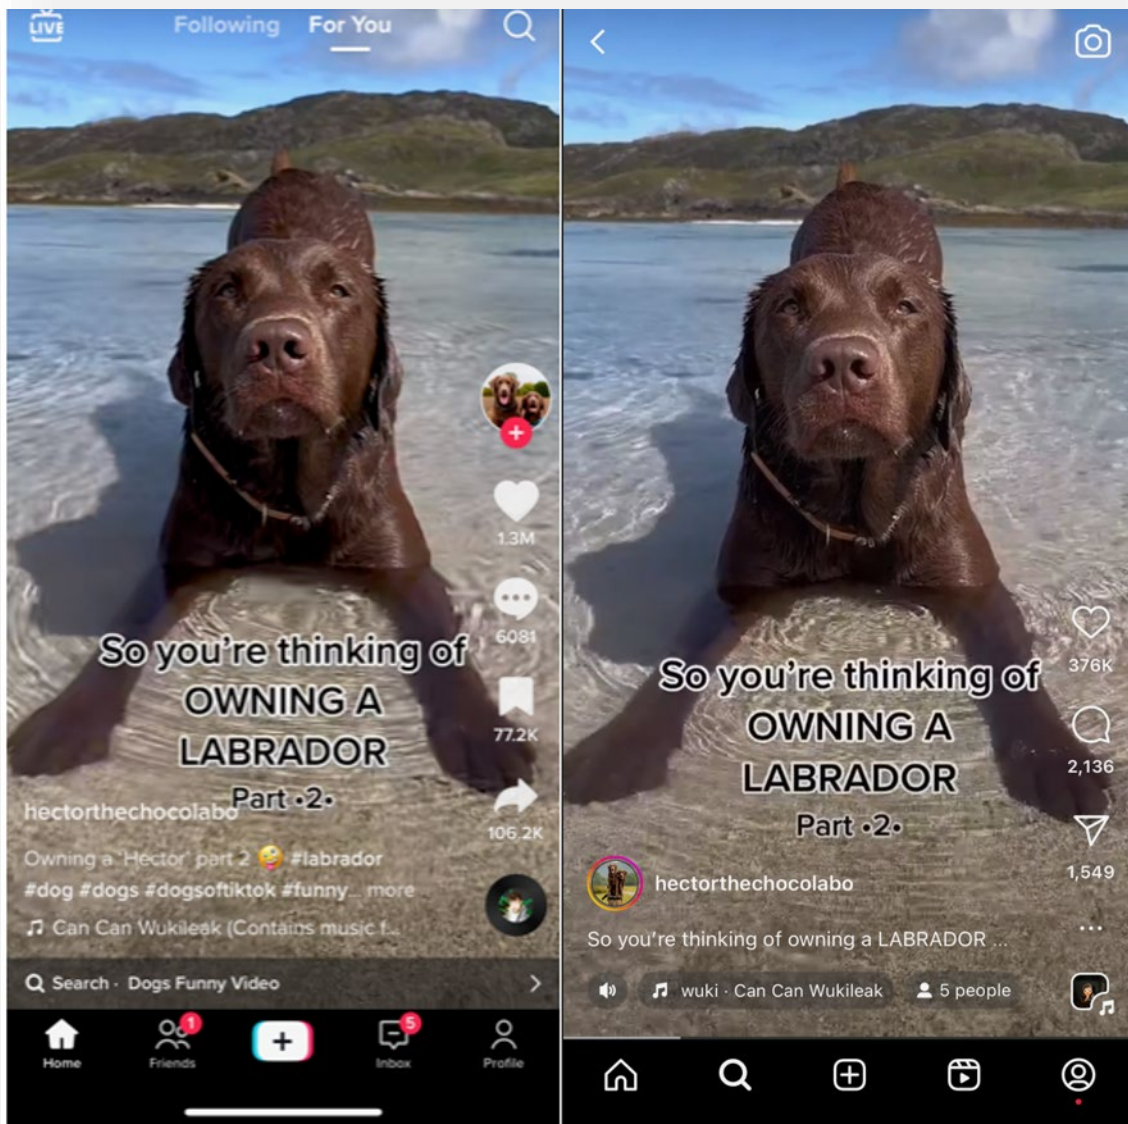 LIVE
Following For You
1.3M
6081
So you're thinking of
OWNING A
LABRADOR
Part •2•
77.2K
106.2K
hectorthechocolabo
Owning a 'Hector' part 2 🤪 #labrador
#dog #dogs #dogsoftiktok #funny... more
Can Can Wukileak (Contains music f...
Search · Dogs Funny Video
1
5
Home
Friends
Inbox
Profile
376K
So you're thinking of
OWNING A
LABRADOR
Part •2•
2,136
1,549
hectorthechocolabo
So you're thinking of owning a LABRADOR ...
wuki · Can Can Wukileak
5 people